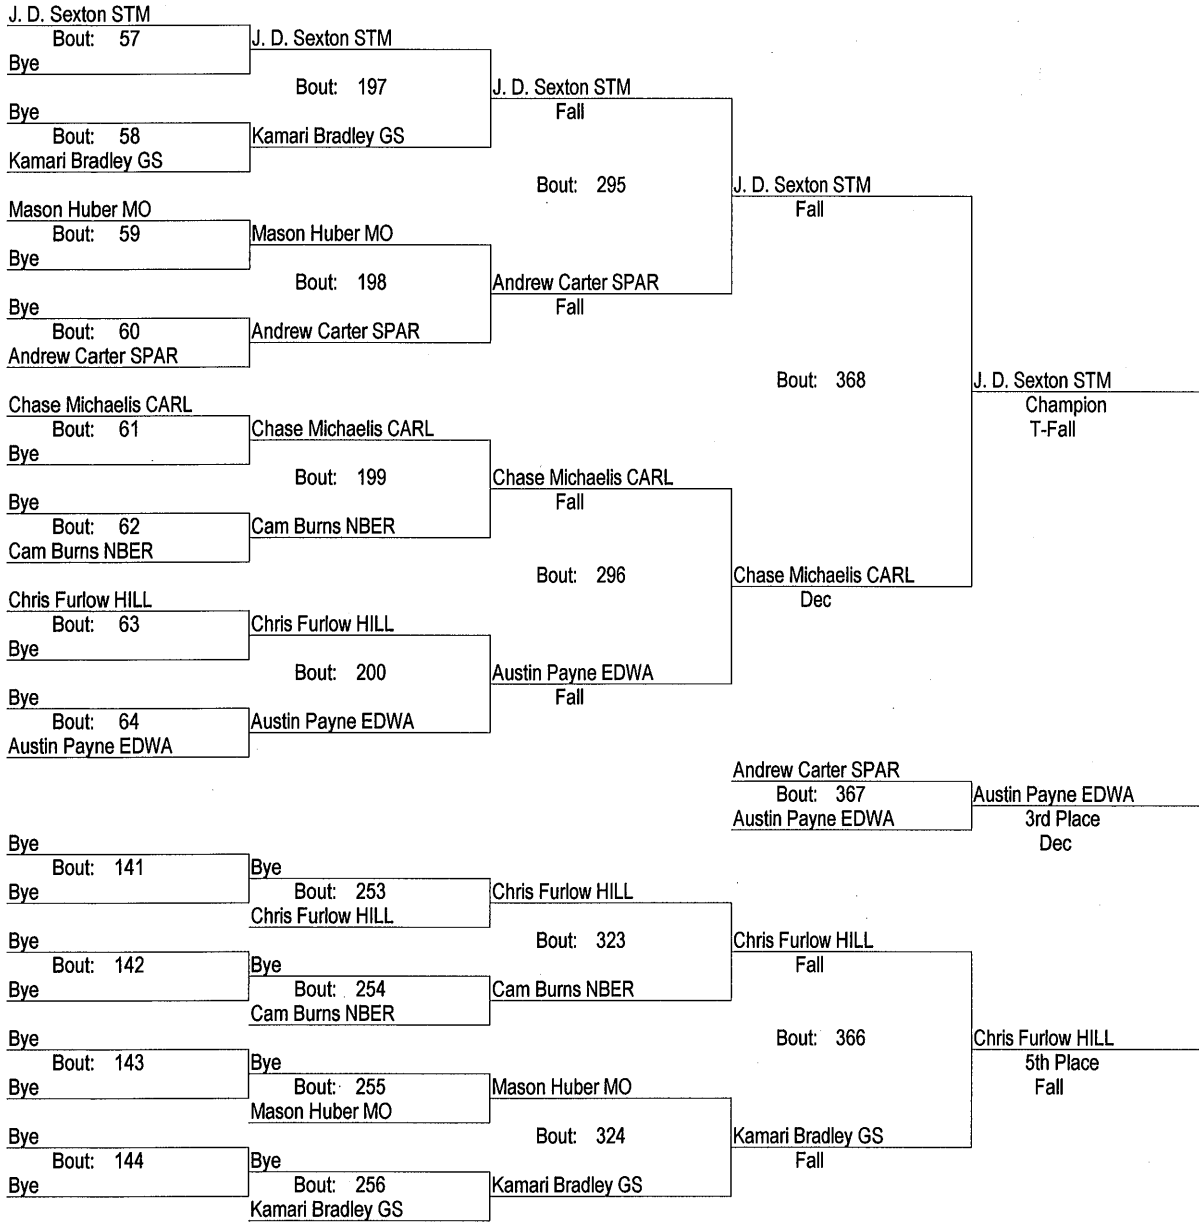 J. D. Sexton STM
Bout: 57
Bye
J. D. Sexton STM
Bout: 197
Bye
Bout: 58
Kamari Bradley GS
Kamari Bradley GS
J. D. Sexton STM
Fall
Bout: 295
Mason Huber MO
Bout: 59
Bye
Mason Huber MO
Bout: 198
Bye
Bout: 60
Andrew Carter SPAR
Andrew Carter SPAR
Andrew Carter SPAR
Fall
J. D. Sexton STM
Fall
Bout: 368
Chase Michaelis CARL
Bout: 61
Bye
Chase Michaelis CARL
Bout: 199
Bye
Bout: 62
Cam Burns NBER
Cam Burns NBER
Chase Michaelis CARL
Fall
Bout: 296
Chris Furlow HILL
Bout: 63
Bye
Chris Furlow HILL
Bout: 200
Bye
Bout: 64
Austin Payne EDWA
Austin Payne EDWA
Austin Payne EDWA
Fall
Chase Michaelis CARL
Dec
J. D. Sexton STM
Champion
T-Fall
Andrew Carter SPAR
Bout: 367
Austin Payne EDWA
Austin Payne EDWA
3rd Place
Dec
Bye
Bout: 141
Bye
Bye
Bout: 253
Chris Furlow HILL
Chris Furlow HILL
Bout: 323
Bye
Bout: 142
Bye
Bye
Bout: 254
Cam Burns NBER
Cam Burns NBER
Chris Furlow HILL
Fall
Bout: 366
Bye
Bout: 143
Bye
Bye
Bout: 255
Mason Huber MO
Mason Huber MO
Bout: 324
Bye
Bout: 144
Bye
Bye
Bout: 256
Kamari Bradley GS
Kamari Bradley GS
Kamari Bradley GS
Fall
Chris Furlow HILL
5th Place
Fall